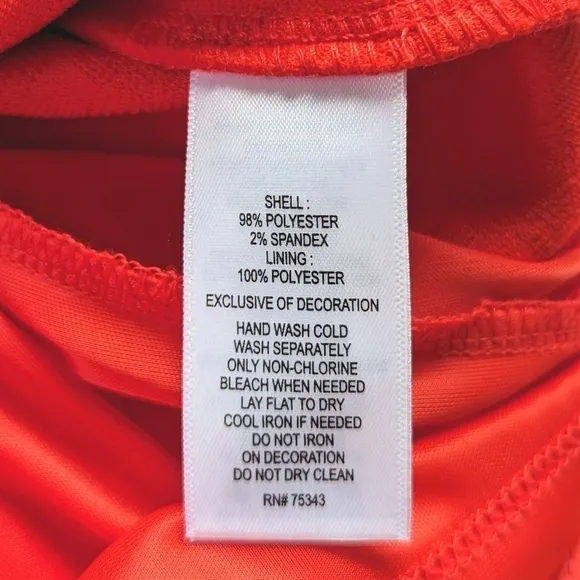 SHELL :
98% POLYESTER
2% SPANDEX
LINING :
100% POLYESTER
EXCLUSIVE OF DECORATION
HAND WASH COLD
WASH SEPARATELY
ONLY NON-CHLORINE
BLEACH WHEN NEEDED
LAY FLAT TO DRY
COOL IRON IF NEEDED
DO NOT IRON
ON DECORATION
DO NOT DRY CLEAN
RN# 75343